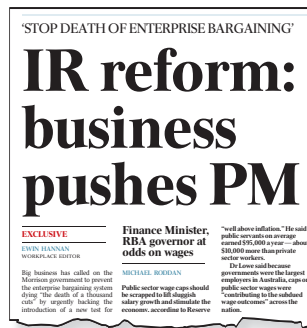 'STOP DEATH OF ENTERPRISE BARGAINING'
IR reform:
business
pushes PM
EXCLUSIVE
EWIN HANNAN
WORKPLACE EDITOR
Big business has called on the
Morrison government to prevent
the enterprise bargaining system
dying "the death of a thousand
cuts" by urgently backing the
introduction of a new test for
Finance Minister,
RBA governor at
odds on wages
MICHAEL RODDAN
Public sector wage caps should
be scrapped to lift sluggish
salary growth and stimulate the
economy, according to Reserve
"well above inflation." He said
public servants on average
earned $95,000 a year — about
$10,000 more than private
sector workers.
Dr Lowe said because
governments were the largest
employers in Australia, caps on
public sector wages were
"contributing to the subdued
wage outcomes" across the
nation.